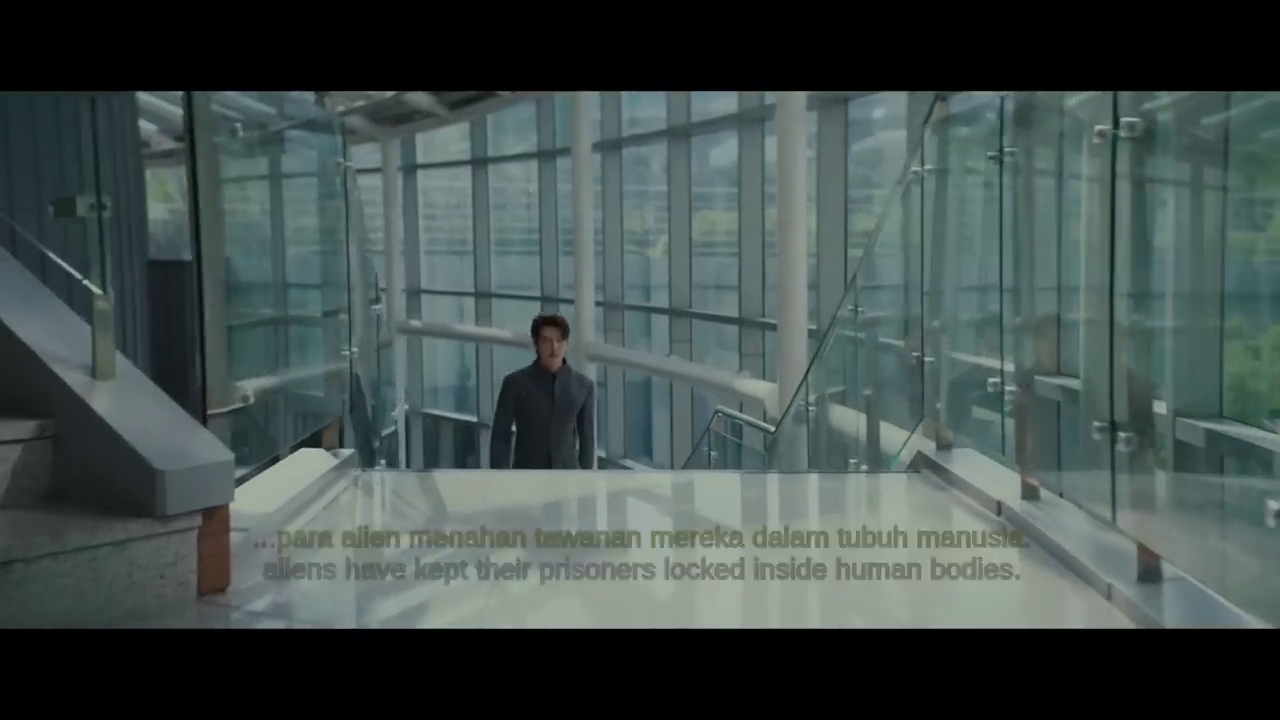 ...para alien menahan tawanan mereka dalam tubuh manusia.
aliens have kept their prisoners locked inside human bodies.